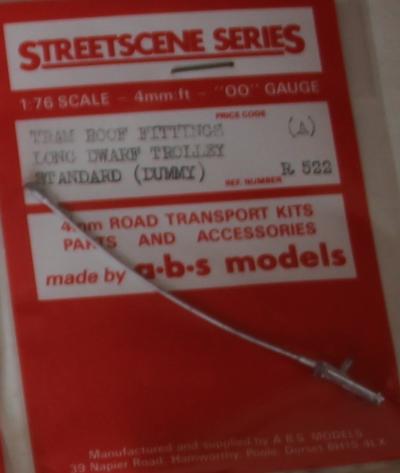 STREETSCENE SERIES
1:76 SCALE - 4mm:ft - "OO" GAUGE
PRICE CODE
TRAM ROOF FITTINGS (A)
LONG DWARF TROLLEY
STANDARD (DUMMY) R 522
REF. NUMBER
4mm ROAD TRANSPORT KITS
PARTS AND ACCESSORIES
made by a·b·s models
Manufactured and supplied by A.B.S. MODELS
39 Napier Road, Hamworthy, Poole, Dorset BH15 4LX